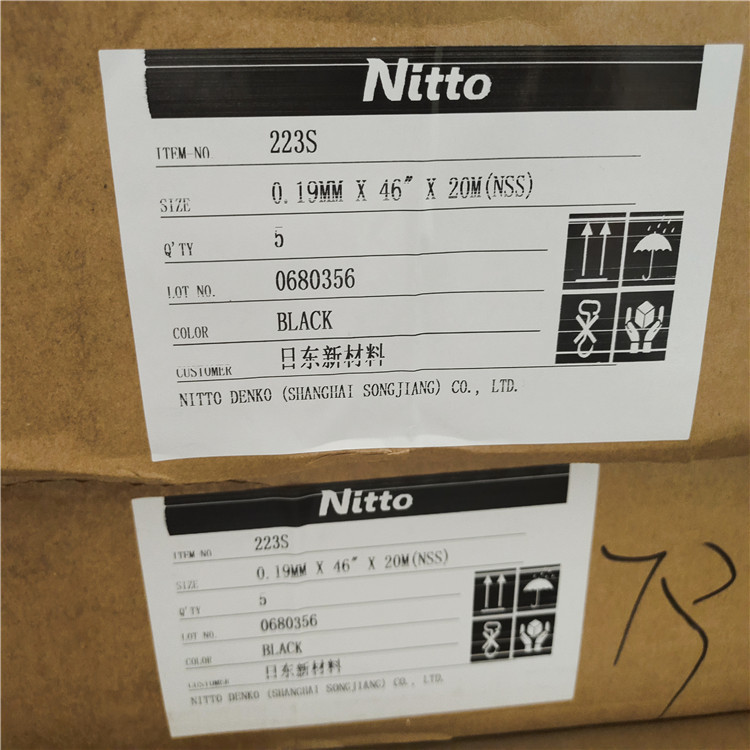 Nitto
ITEM-NO 223S
SIZE 0.19MM X 46" X 20M(NSS)
Q'TY 5
LOT NO. 0680356
COLOR BLACK
CUSTOMER 日东新材料
NITTO DENKO (SHANGHAI SONGJIANG) CO., LTD.
Nitto
ITEM NO 223S
SIZE 0.19MM X 46" X 20M(NSS)
Q'TY 5
LOT NO. 0680356
COLOR BLACK
CUSTOMER 日东新材料
NITTO DENKO (SHANGHAI SONGJIANG) CO., LTD.